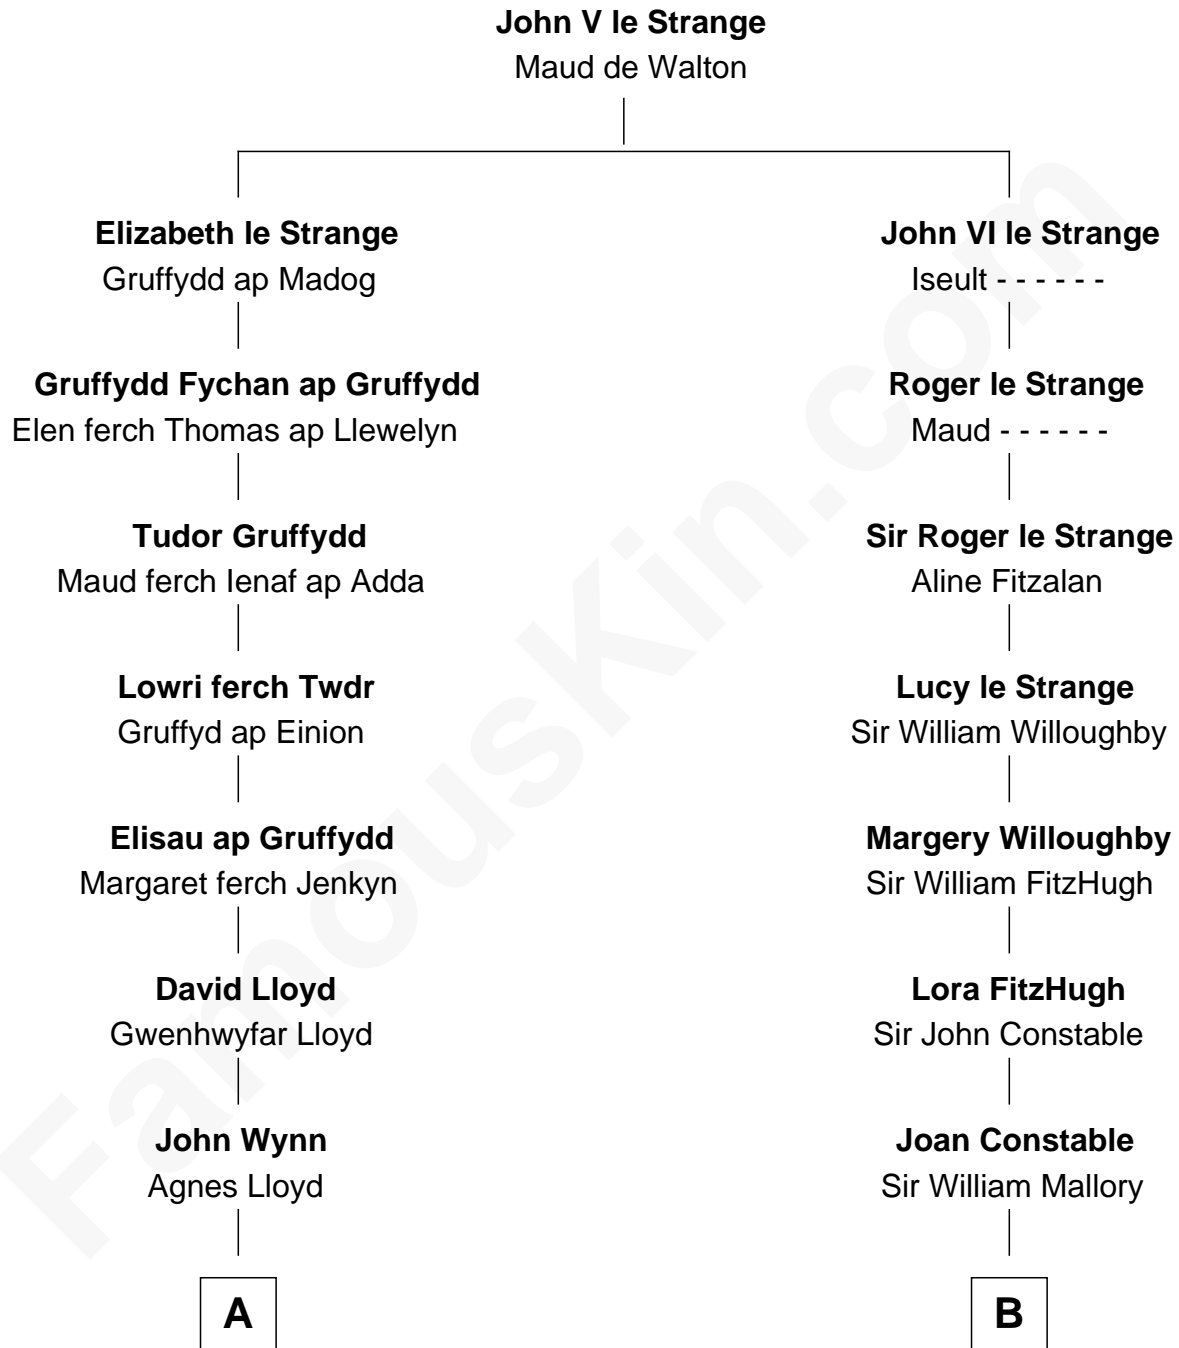 John V le Strange
Maud de Walton
Elizabeth le Strange
Gruffydd ap Madog
John VI le Strange
Iseult - - - - - -
Gruffydd Fychan ap Gruffydd
Elen ferch Thomas ap Llewelyn
Roger le Strange
Maud - - - - - -
Tudor Gruffydd
Maud ferch Ienaf ap Adda
Sir Roger le Strange
Aline Fitzalan
Lowri ferch Twdr
Gruffyd ap Einion
Lucy le Strange
Sir William Willoughby
Elisau ap Gruffydd
Margaret ferch Jenkyn
Margery Willoughby
Sir William FitzHugh
David Lloyd
Gwenhwyfar Lloyd
Lora FitzHugh
Sir John Constable
John Wynn
Agnes Lloyd
Joan Constable
Sir William Mallory
A
B
FamousKin.com